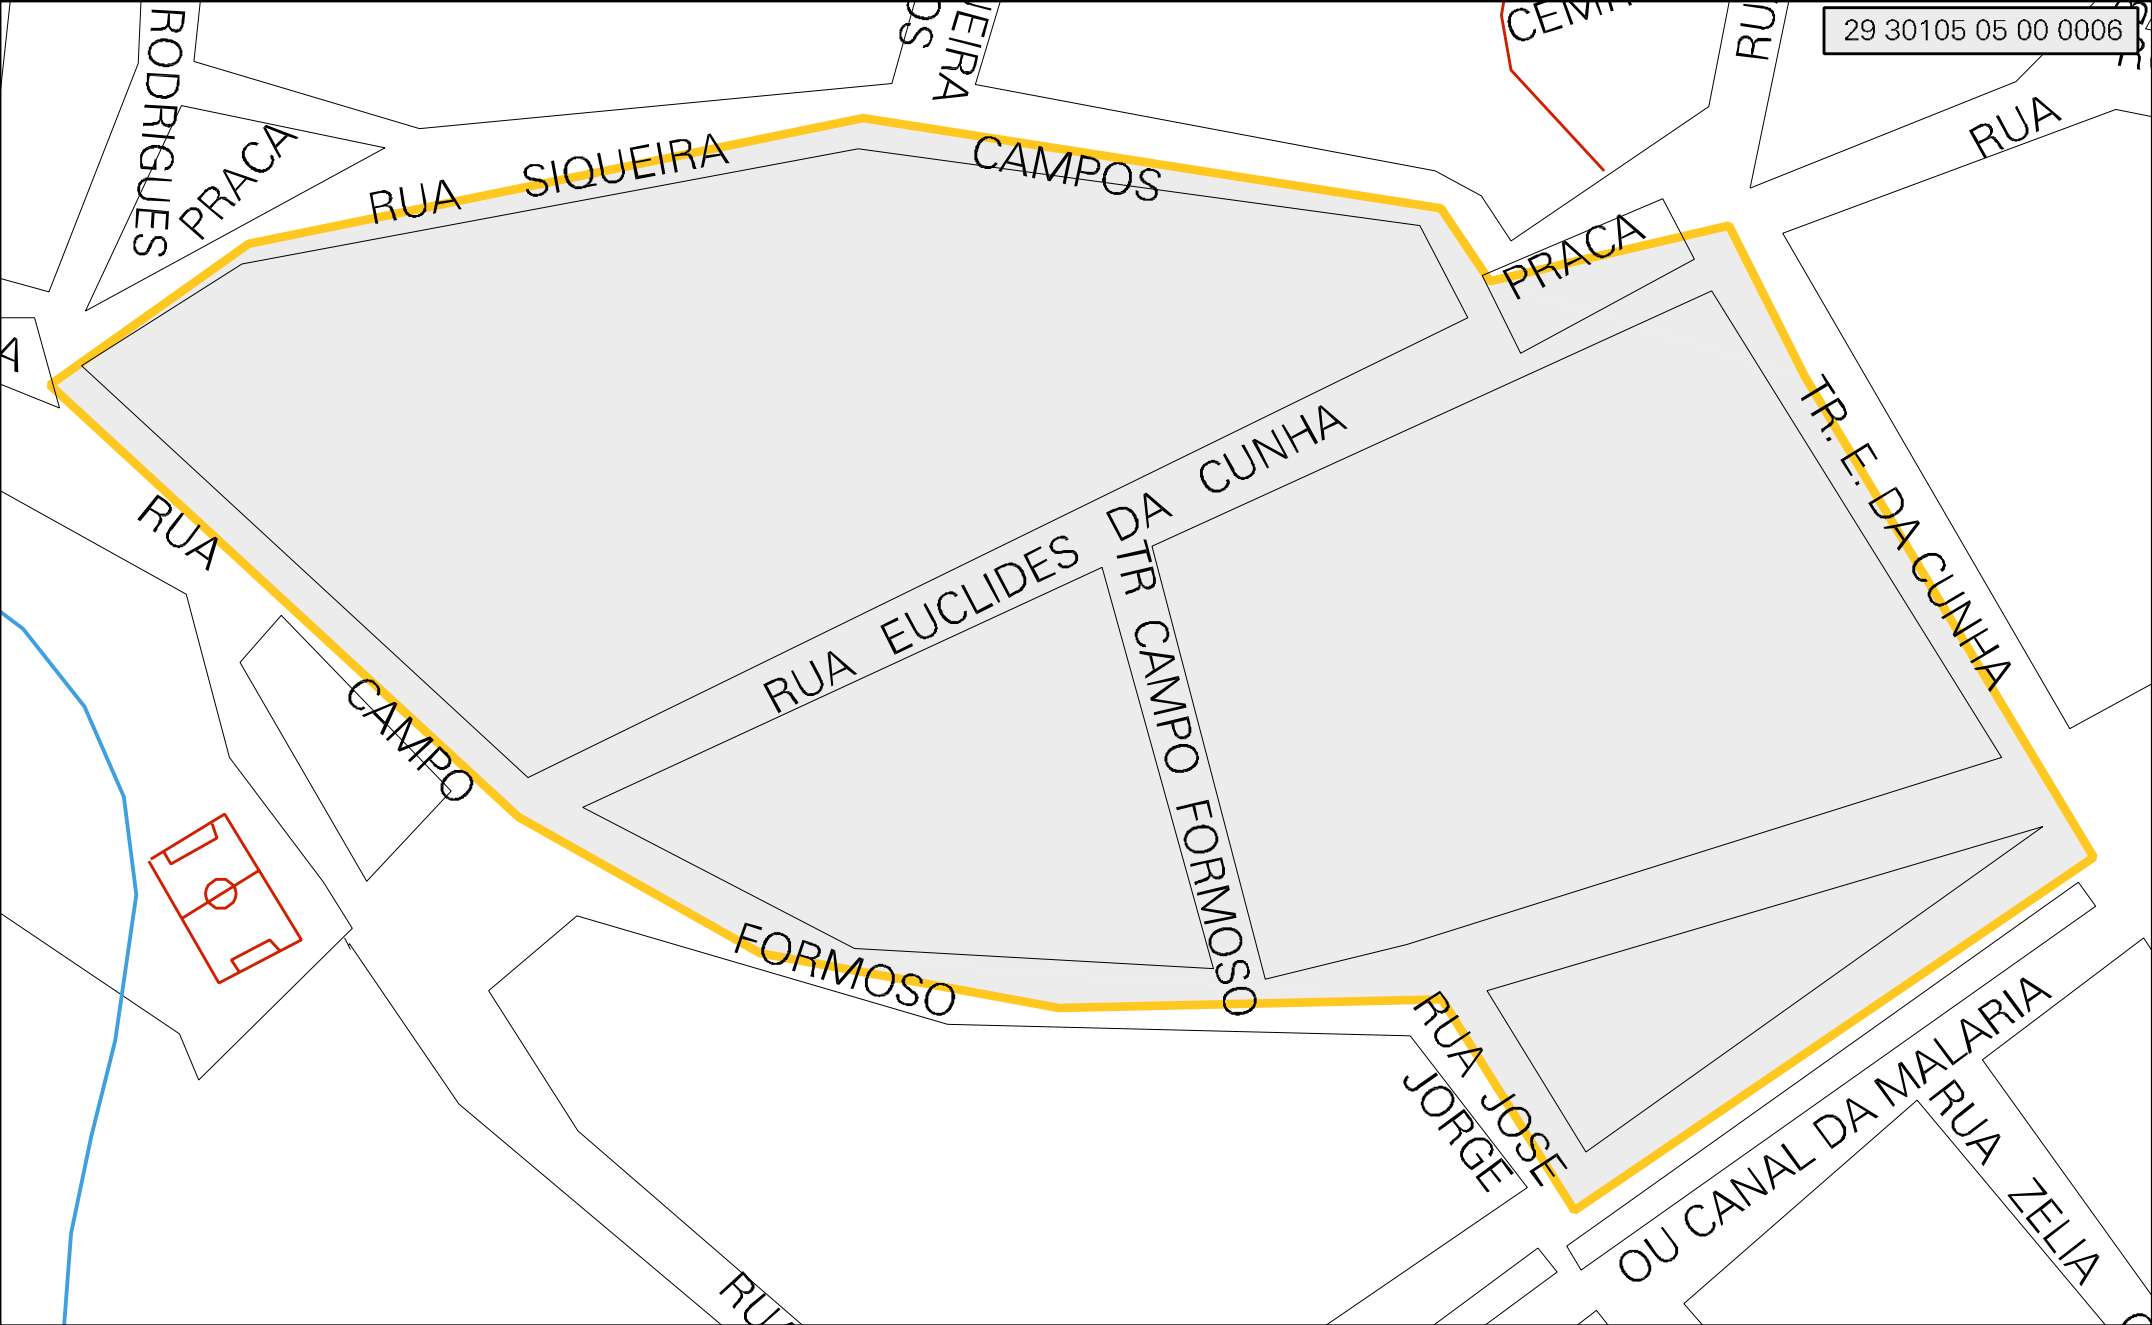 29 30105 05 00 0006
RODRIGUES
PRACA
RUA SIQUEIRA CAMPOS
RUA
PRACA
TR. E. DA CUNHA
RUA EUCLIDES DA CUNHA
TR CAMPO FORMOSO
RUA CAMPO FORMOSO
RUA JOSE
JORGE
OU CANAL DA MALARIA
RUA ZELIA